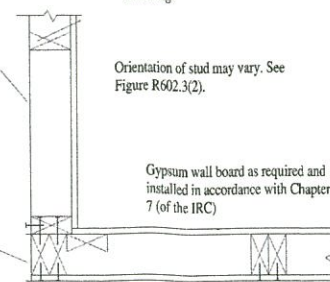 Orientation of stud may vary. See
Figure R602.3(2).
Gypsum wall board as required and
installed in accordance with Chapter
7 (of the IRC)